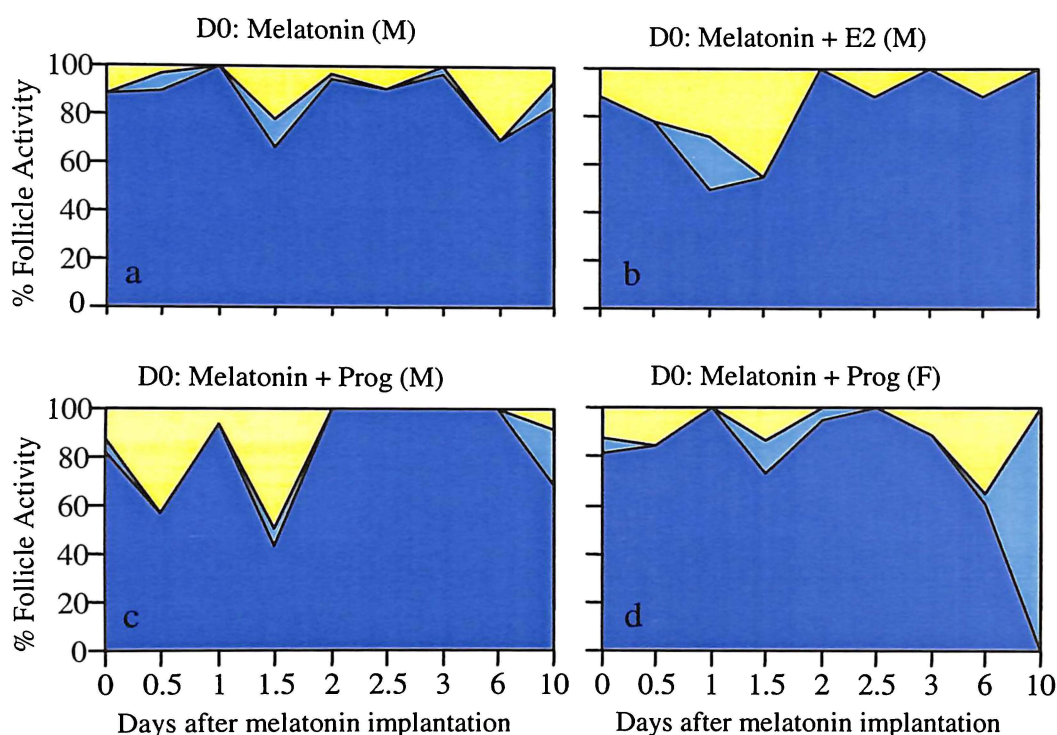 D0: Melatonin (M)
D0: Melatonin + E2 (M)
% Follicle Activity
100
80
60
40
20
0
a
b
D0: Melatonin + Prog (M)
D0: Melatonin + Prog (F)
% Follicle Activity
100
80
60
40
20
0
c
d
0 0.5 1 1.5 2 2.5 3 6 10
0 0.5 1 1.5 2 2.5 3 6 10
Days after melatonin implantation
Days after melatonin implantation